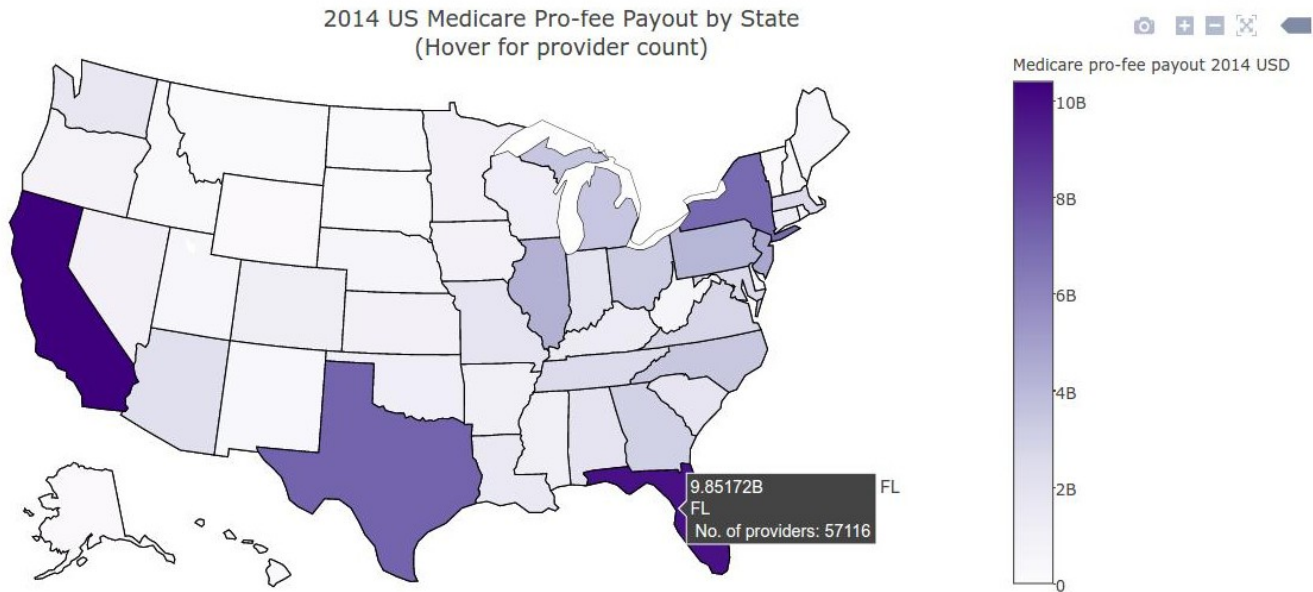 2014 US Medicare Pro-fee Payout by State
(Hover for provider count)
Medicare pro-fee payout 2014 USD
10B
8B
6B
4B
2B
0
9.85172B
FL
FL
No. of providers: 57116